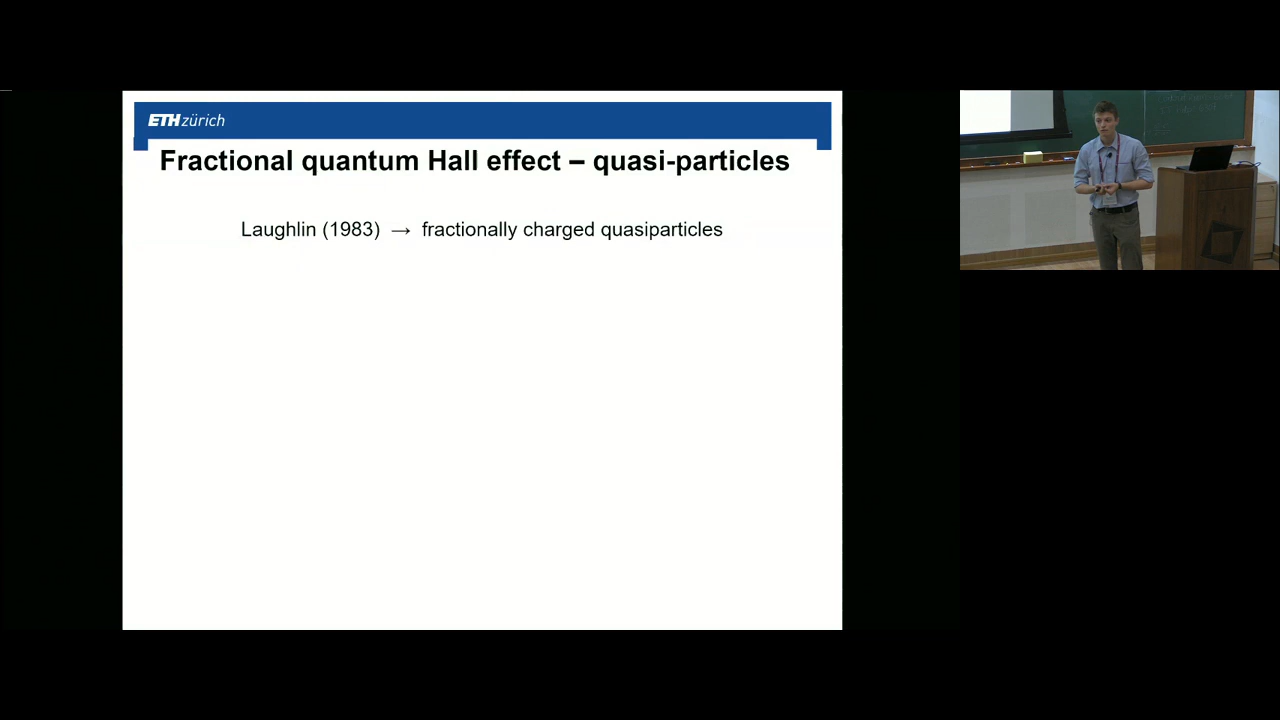 ETH zürich
Fractional quantum Hall effect – quasi-particles
Laughlin (1983) → fractionally charged quasiparticles